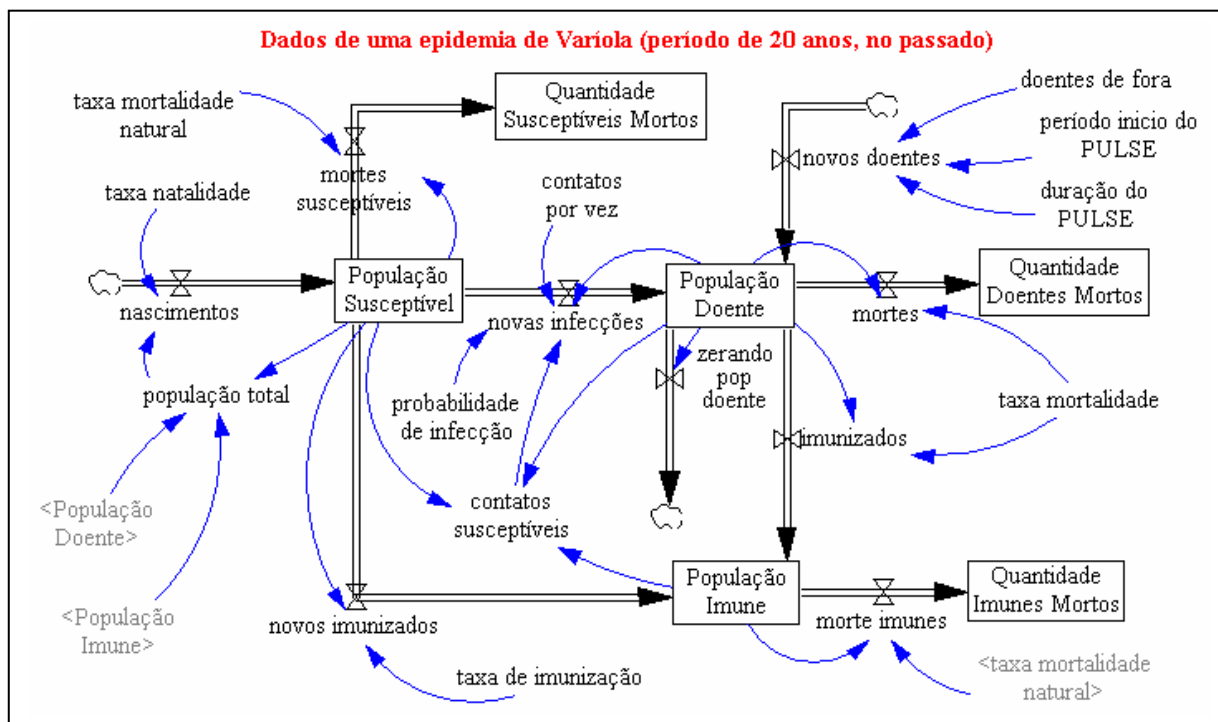 Dados de uma epidemia de Varíola (período de 20 anos, no passado)
taxa mortalidade
natural
Quantidade
Susceptíveis Mortos
doentes de fora
período inicio do
PULSE
novos doentes
duração do
PULSE
mortes
susceptíveis
taxa natalidade
contatos
por vez
nascimentos
População
Susceptível
novas infecções
População
Doente
mortes
Quantidade
Doentes Mortos
população total
probabilidade
de infecção
zerando
pop
doente
imunizados
taxa mortalidade
<População
Doente>
contatos
susceptíveis
<População
Imune>
novos imunizados
População
Imune
morte imunes
Quantidade
Imunes Mortos
taxa de imunização
<taxa mortalidade
natural>